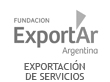 FUNDACION
ExportAr
Argentina
EXPORTACIÓN
DE SERVICIOS